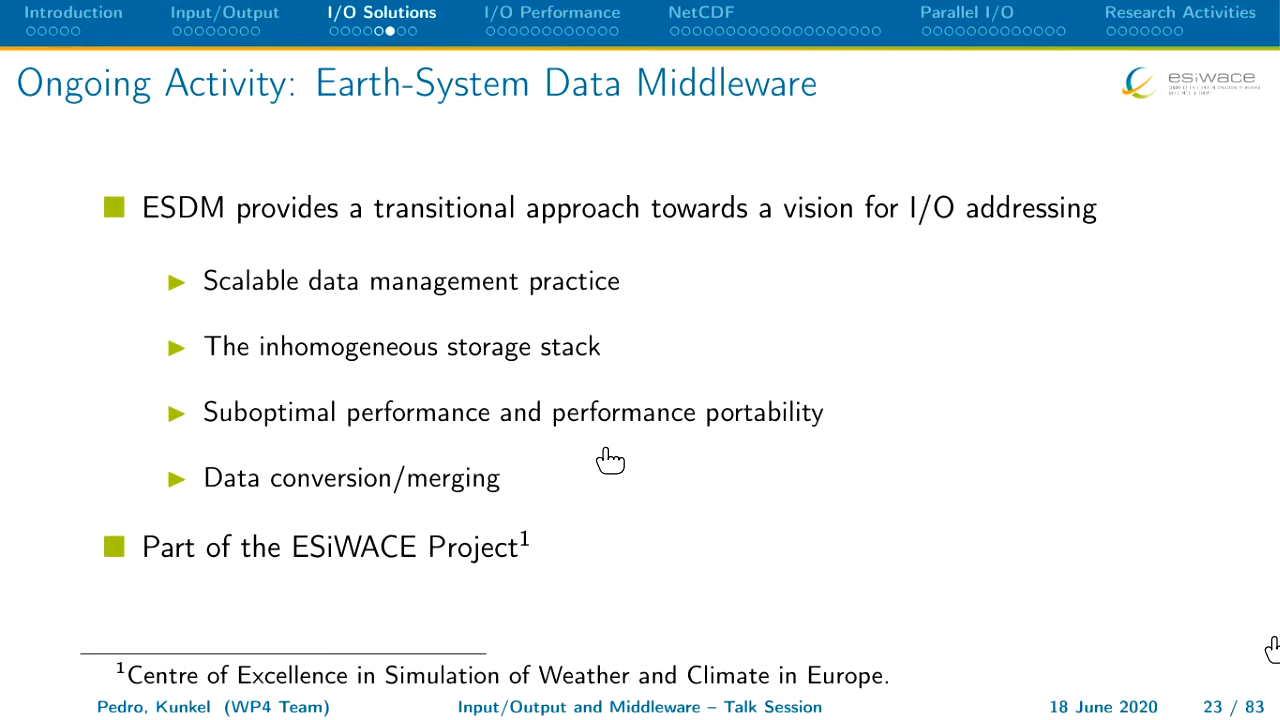 Introduction Input/Output I/O Solutions I/O Performance NetCDF Parallel I/O Research Activities
Ongoing Activity: Earth-System Data Middleware
esiwace
ESDM provides a transitional approach towards a vision for I/O addressing
Scalable data management practice
The inhomogeneous storage stack
Suboptimal performance and performance portability
Data conversion/merging
Part of the ESiWACE Project¹
¹Centre of Excellence in Simulation of Weather and Climate in Europe.
Pedro, Kunkel (WP4 Team) Input/Output and Middleware – Talk Session 18 June 2020 23 / 83